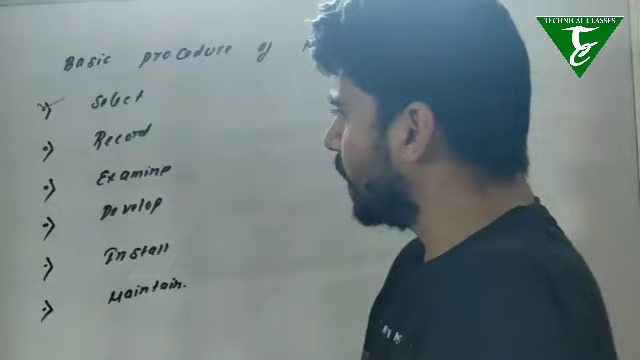 Basic procedure of
Select
Record
Examine
Develop
Install
Maintain.
TECHNICAL CLASSES